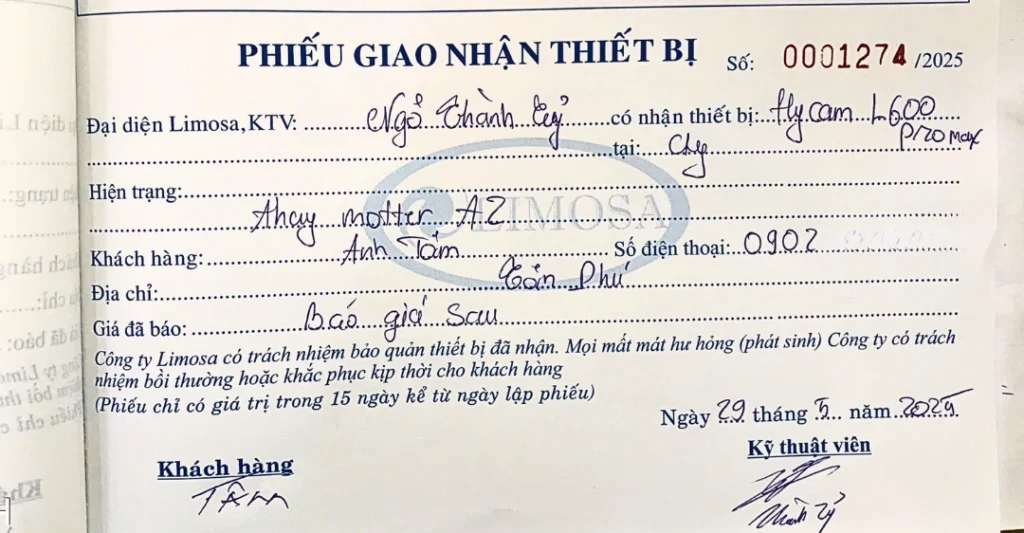 PHIẾU GIAO NHẬN THIẾT BỊ
Số: 0001274 /2025
Đại diện Limosa, KTV: Ngô Thành Lý có nhận thiết bị: flycam L600
Pro max
tại: Cty
Hiện trạng:
Thay motter A2
LIMOSA
Khách hàng: Anh Tâm Số điện thoại: 0902
Địa chỉ: Tân Phú
Giá đã báo: Báo giá sau
Công ty Limosa có trách nhiệm bảo quản thiết bị đã nhận. Mọi mất mát hư hỏng (phát sinh) Công ty có trách
nhiệm bồi thường hoặc khắc phục kịp thời cho khách hàng
(Phiếu chỉ có giá trị trong 15 ngày kể từ ngày lập phiếu)
Ngày 29 tháng 5 năm 2025
Khách hàng
Kỹ thuật viên
TÂM